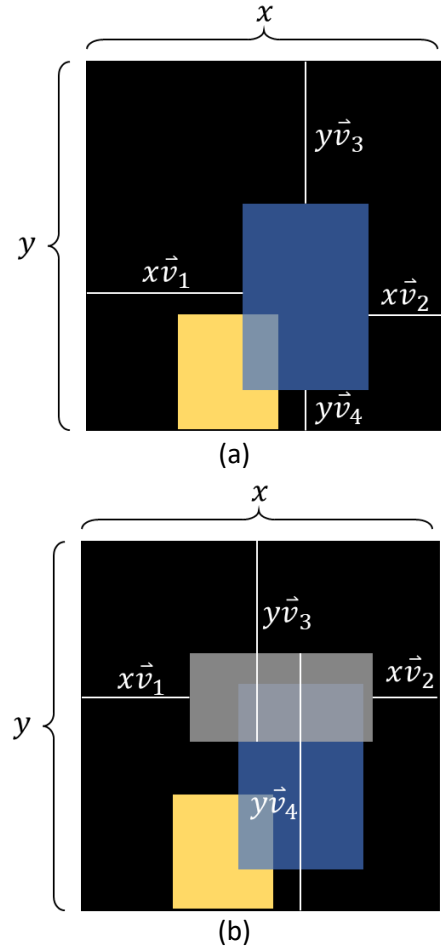 x
y
xv⃗₁
yv⃗₃
xv⃗₂
yv⃗₄
(a)
x
y
xv⃗₁
yv⃗₃
xv⃗₂
yv⃗₄
(b)